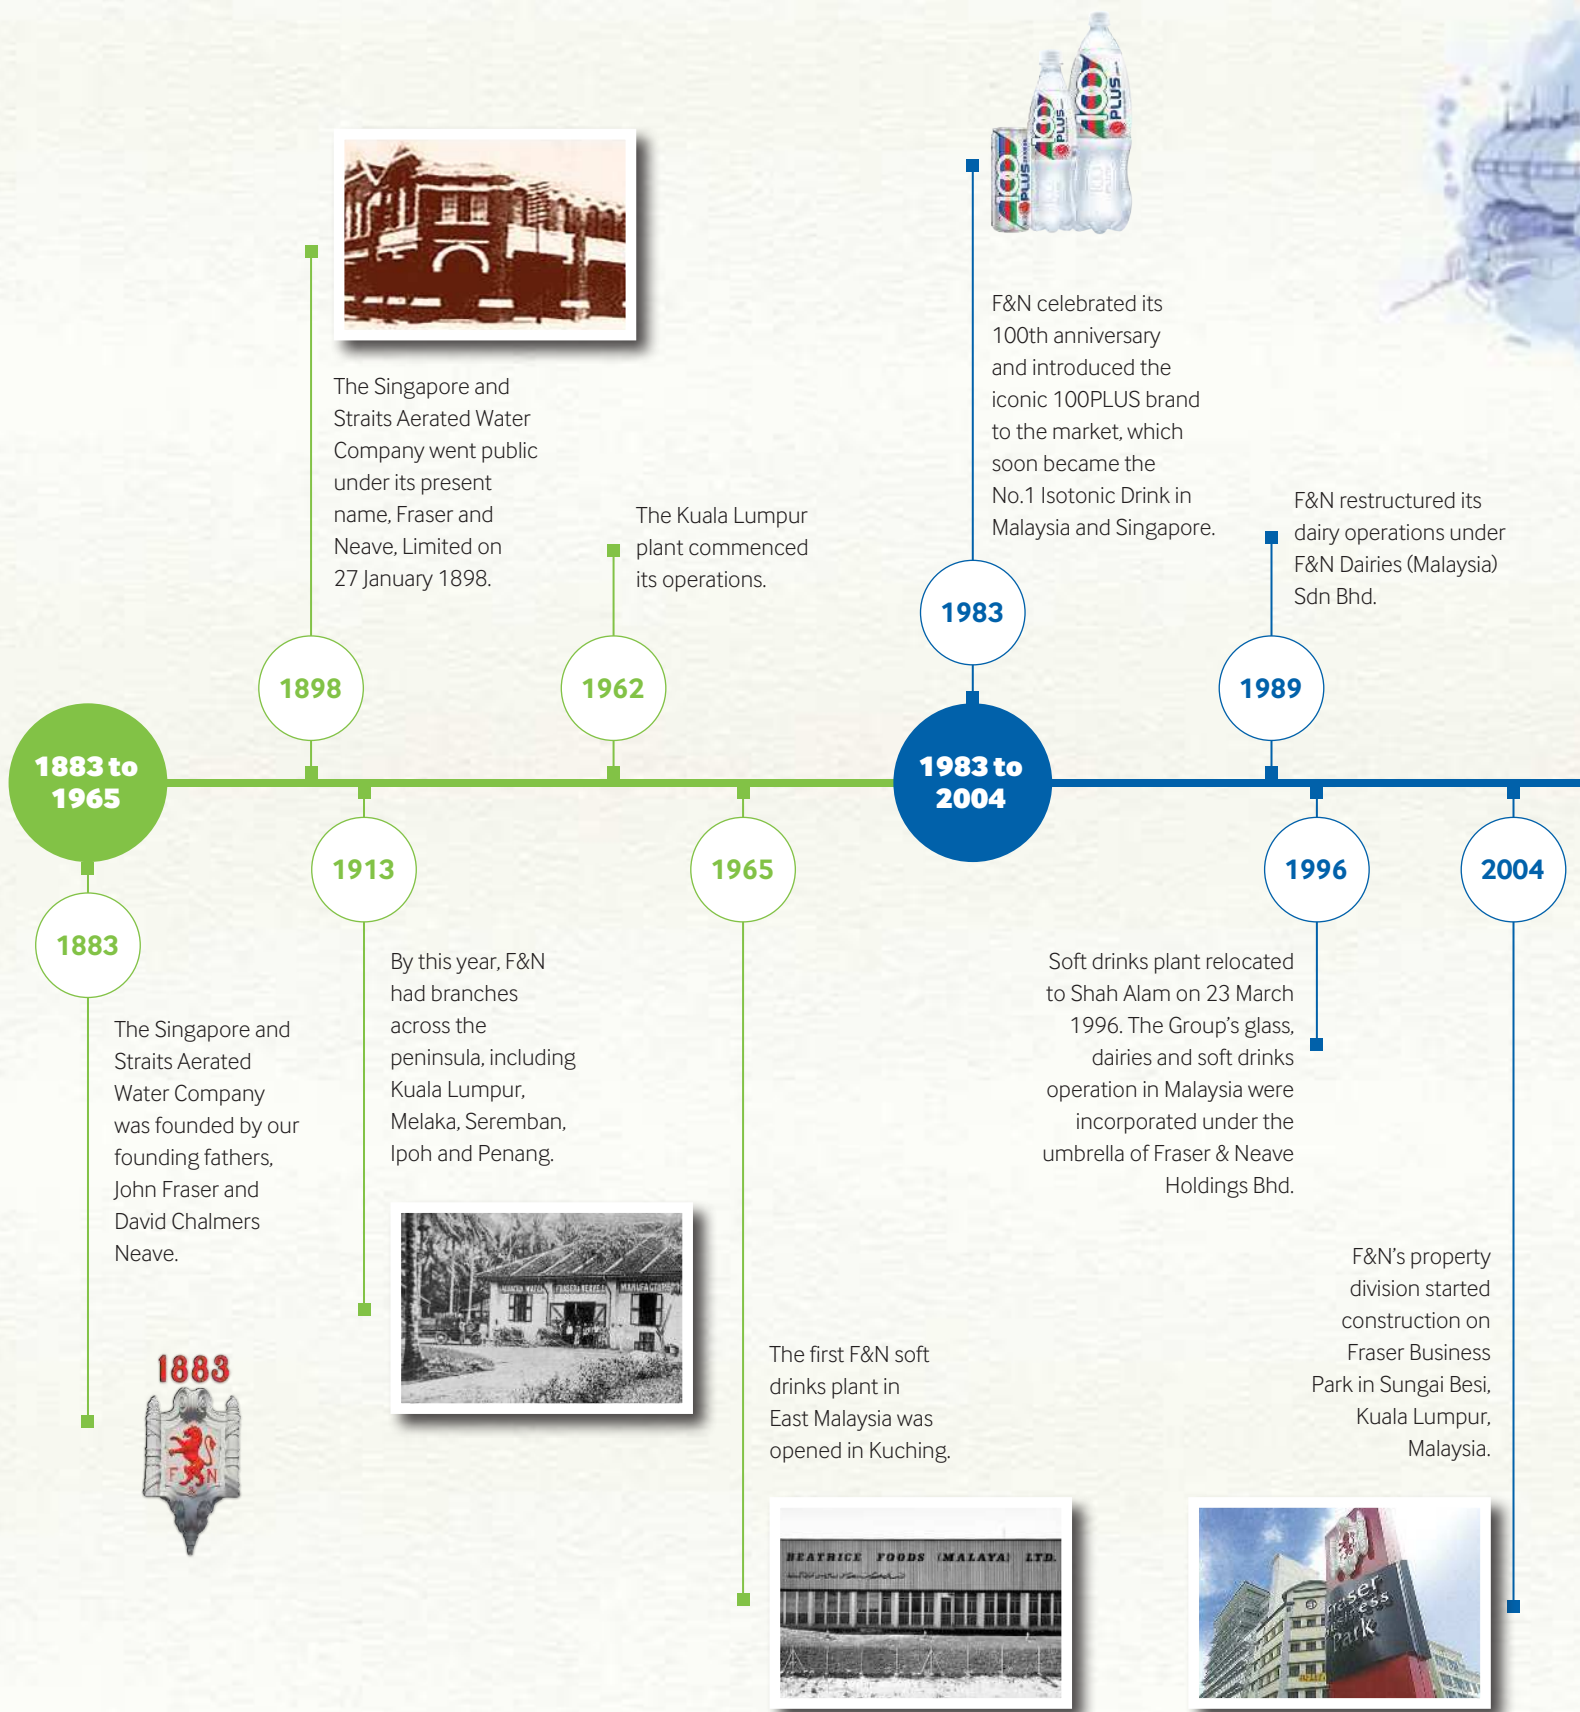 100
PLUS
100
PLUS
100
PLUS
The Singapore and
Straits Aerated Water
Company went public
under its present
name, Fraser and
Neave, Limited on
27 January 1898.
The Kuala Lumpur
plant commenced
its operations.
F&N celebrated its
100th anniversary
and introduced the
iconic 100PLUS brand
to the market, which
soon became the
No.1 Isotonic Drink in
Malaysia and Singapore.
F&N restructured its
dairy operations under
F&N Dairies (Malaysia)
Sdn Bhd.
1898
1962
1983
1989
1883 to
1965
1983 to
2004
1883
1913
1965
1996
2004
The Singapore and
Straits Aerated
Water Company
was founded by our
founding fathers,
John Fraser and
David Chalmers
Neave.
1883
F N
&
By this year, F&N
had branches
across the
peninsula, including
Kuala Lumpur,
Melaka, Seremban,
Ipoh and Penang.
The first F&N soft
drinks plant in
East Malaysia was
opened in Kuching.
BEATRICE FOODS (MALAYA) LTD.
Soft drinks plant relocated
to Shah Alam on 23 March
1996. The Group's glass,
dairies and soft drinks
operation in Malaysia were
incorporated under the
umbrella of Fraser & Neave
Holdings Bhd.
F&N's property
division started
construction on
Fraser Business
Park in Sungai Besi,
Kuala Lumpur,
Malaysia.
Fraser
Business
Park